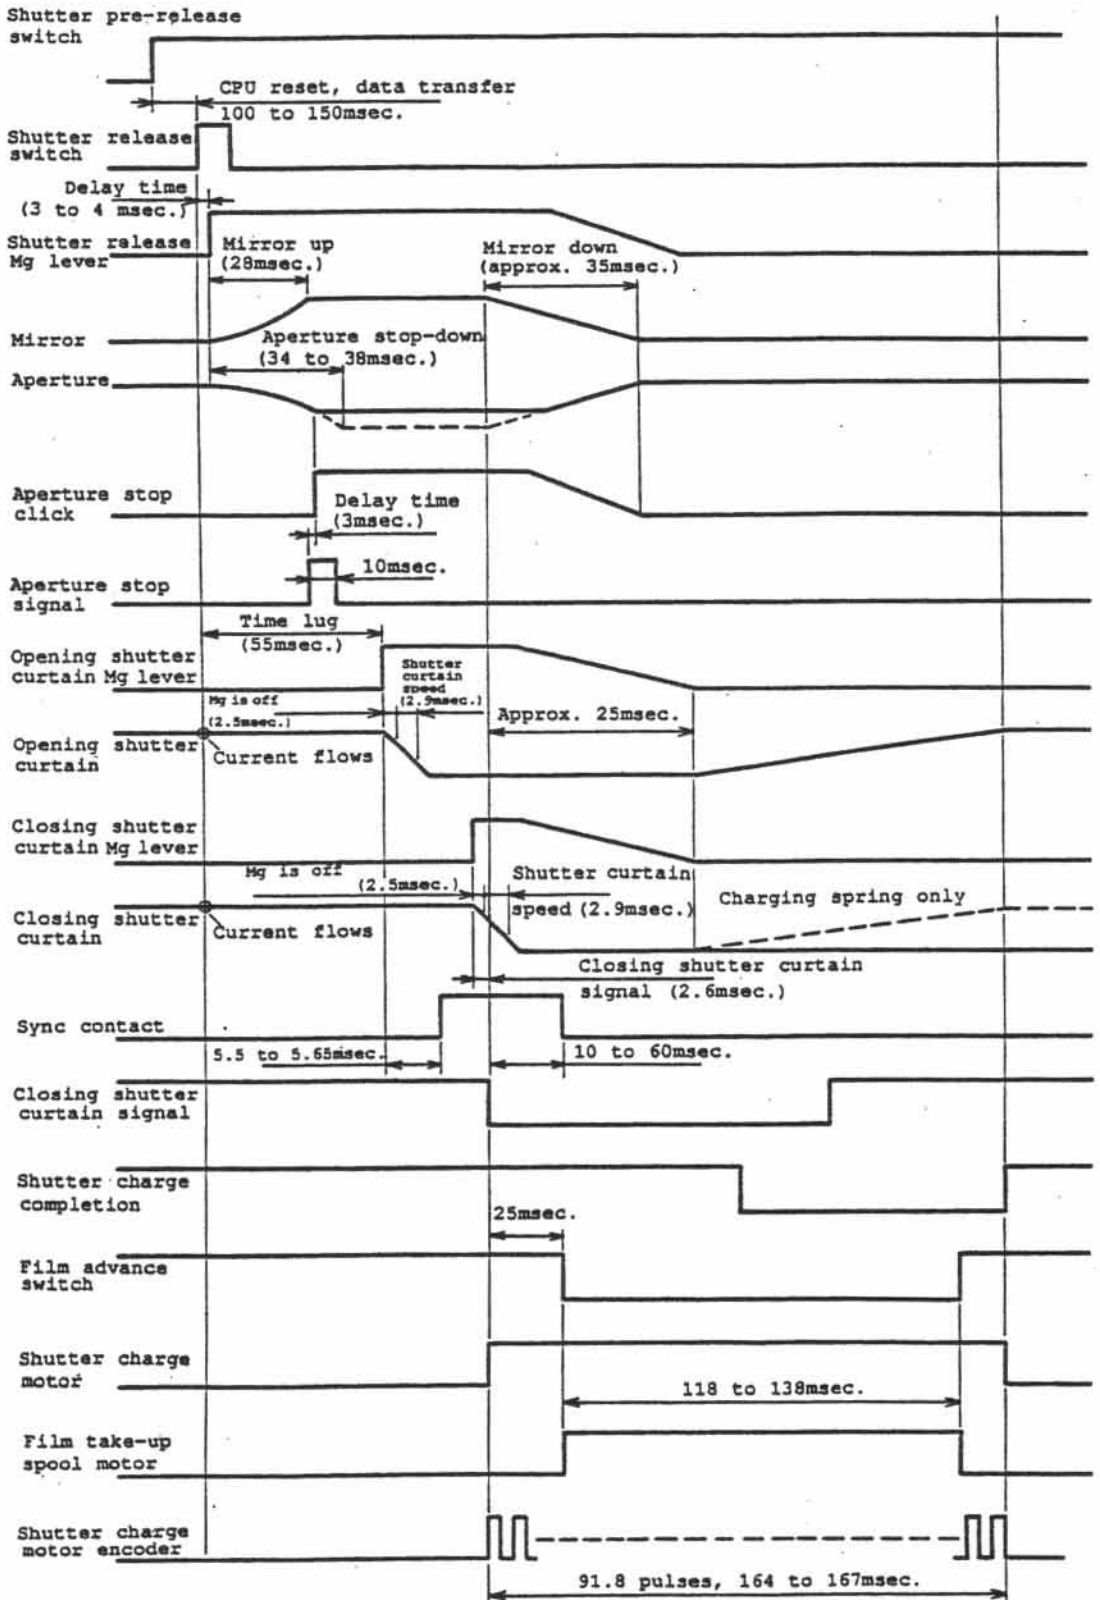 Shutter pre-release
switch
CPU reset, data transfer
100 to 150msec.
Shutter release
switch
Delay time
(3 to 4 msec.)
Shutter release
Mg lever
Mirror up
(28msec.)
Mirror down
(approx. 35msec.)
Mirror
Aperture stop-down
(34 to 38msec.)
Aperture
Aperture stop
click
Delay time
(3msec.)
Aperture stop
signal
10msec.
Time lug
(55msec.)
Opening shutter
curtain Mg lever
Shutter
curtain
speed
(2.9msec.)
Mg is off
(2.5msec.)
Approx. 25msec.
Opening shutter
curtain
Current flows
Closing shutter
curtain Mg lever
Mg is off
(2.5msec.)
Shutter curtain
speed (2.9msec.)
Charging spring only
Closing shutter
curtain
Current flows
Closing shutter curtain
signal (2.6msec.)
Sync contact
5.5 to 5.65msec.
10 to 60msec.
Closing shutter
curtain signal
Shutter charge
completion
25msec.
Film advance
switch
Shutter charge
motor
118 to 138msec.
Film take-up
spool motor
Shutter charge
motor encoder
91.8 pulses, 164 to 167msec.